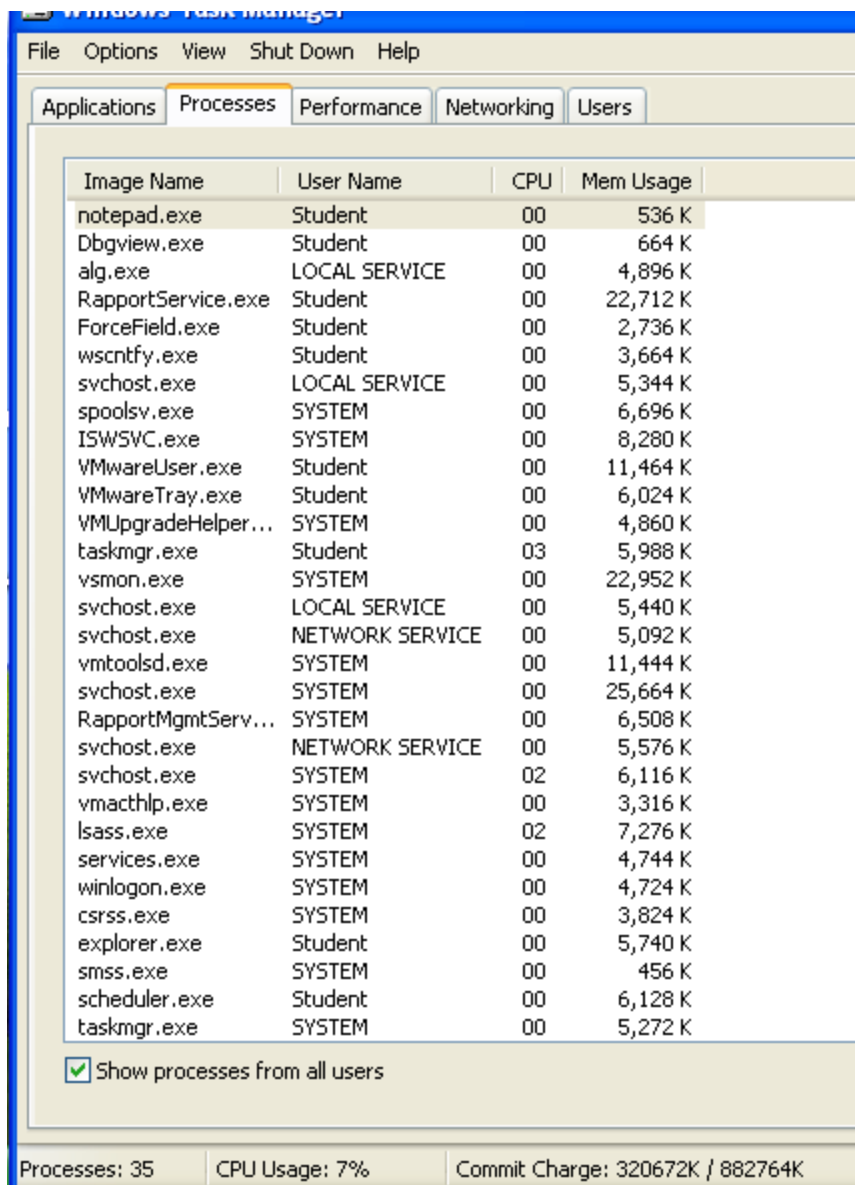 Windows Task Manager
File Options View Shut Down Help
Applications Processes Performance Networking Users
Image Name User Name CPU Mem Usage
notepad.exe Student 00 536 K
Dbgview.exe Student 00 664 K
alg.exe LOCAL SERVICE 00 4,896 K
RapportService.exe Student 00 22,712 K
ForceField.exe Student 00 2,736 K
wscntfy.exe Student 00 3,664 K
svchost.exe LOCAL SERVICE 00 5,344 K
spoolsv.exe SYSTEM 00 6,696 K
ISWSVC.exe SYSTEM 00 8,280 K
VMwareUser.exe Student 00 11,464 K
VMwareTray.exe Student 00 6,024 K
VMUpgradeHelper... SYSTEM 00 4,860 K
taskmgr.exe Student 03 5,988 K
vsmon.exe SYSTEM 00 22,952 K
svchost.exe LOCAL SERVICE 00 5,440 K
svchost.exe NETWORK SERVICE 00 5,092 K
vmtoolsd.exe SYSTEM 00 11,444 K
svchost.exe SYSTEM 00 25,664 K
RapportMgmtServ... SYSTEM 00 6,508 K
svchost.exe NETWORK SERVICE 00 5,576 K
svchost.exe SYSTEM 02 6,116 K
vmacthlp.exe SYSTEM 00 3,316 K
lsass.exe SYSTEM 02 7,276 K
services.exe SYSTEM 00 4,744 K
winlogon.exe SYSTEM 00 4,724 K
csrss.exe SYSTEM 00 3,824 K
explorer.exe Student 00 5,740 K
smss.exe SYSTEM 00 456 K
scheduler.exe Student 00 6,128 K
taskmgr.exe SYSTEM 00 5,272 K
Show processes from all users
Processes: 35 CPU Usage: 7% Commit Charge: 320672K / 882764K